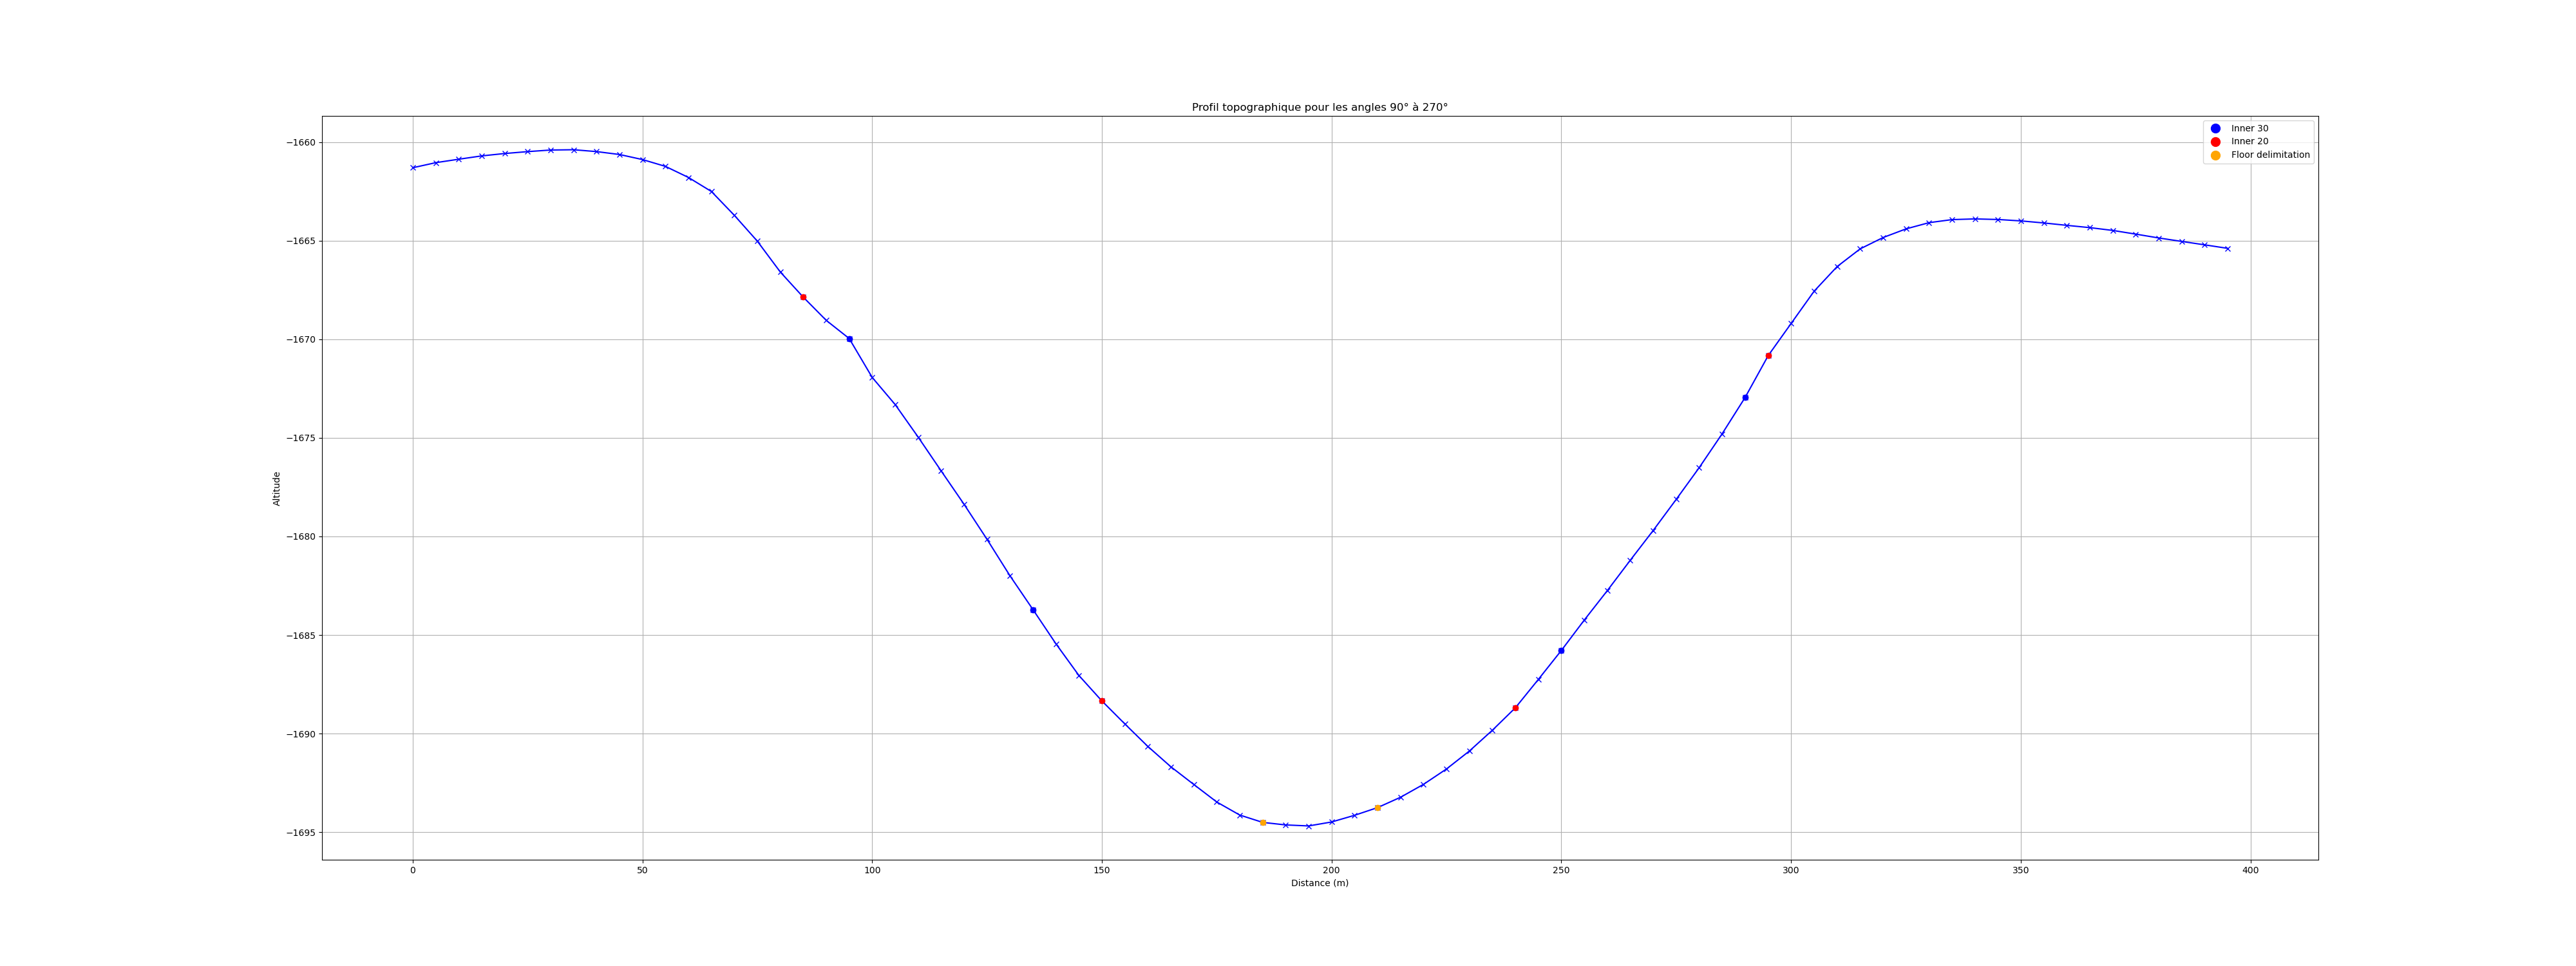 Profil topographique pour les angles 90° à 270°
Inner 30
Inner 20
Floor delimitation
Altitude
−1660
−1665
−1670
−1675
−1680
−1685
−1690
−1695
0 50 100 150 200 250 300 350 400
Distance (m)